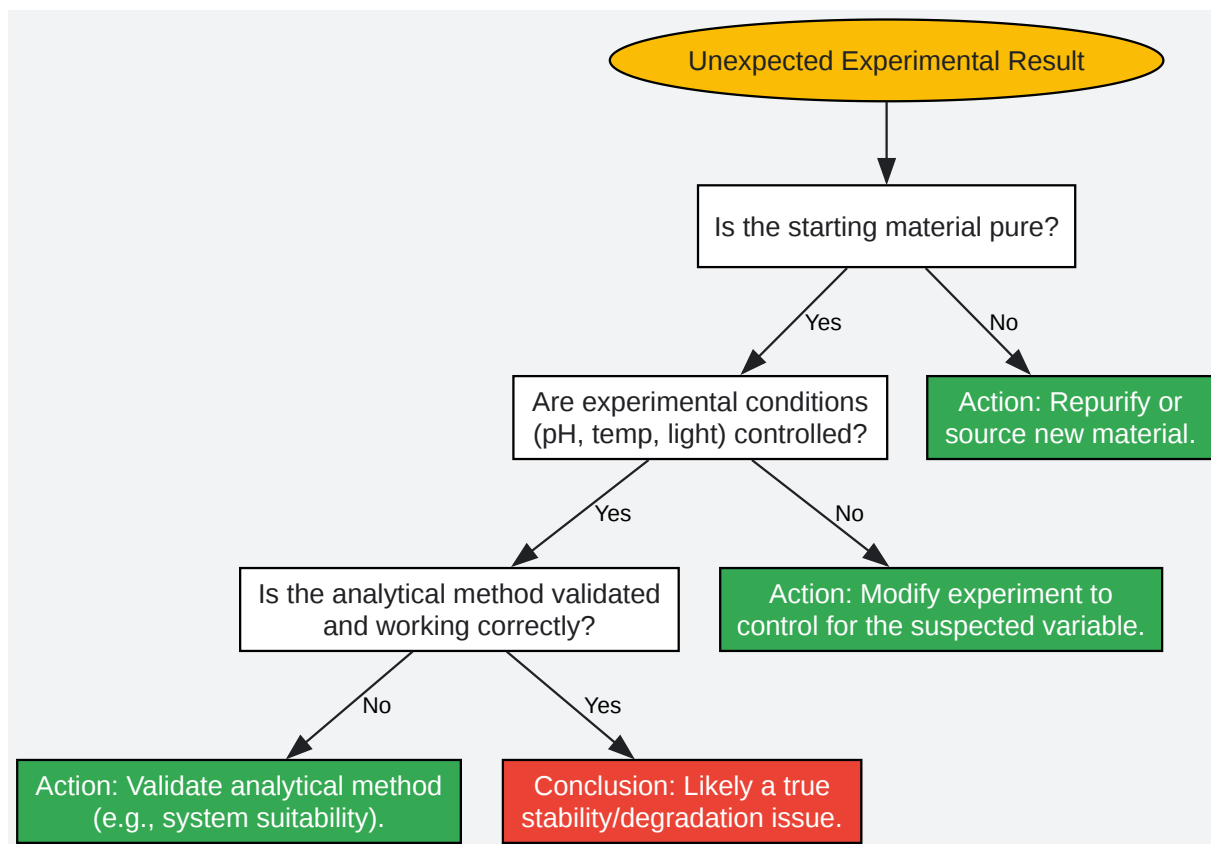 Unexpected Experimental Result
Is the starting material pure?
Yes
No
Are experimental conditions
(pH, temp, light) controlled?
Action: Repurify or
source new material.
Yes
No
Is the analytical method validated
and working correctly?
Action: Modify experiment to
control for the suspected variable.
No
Yes
Action: Validate analytical method
(e.g., system suitability).
Conclusion: Likely a true
stability/degradation issue.